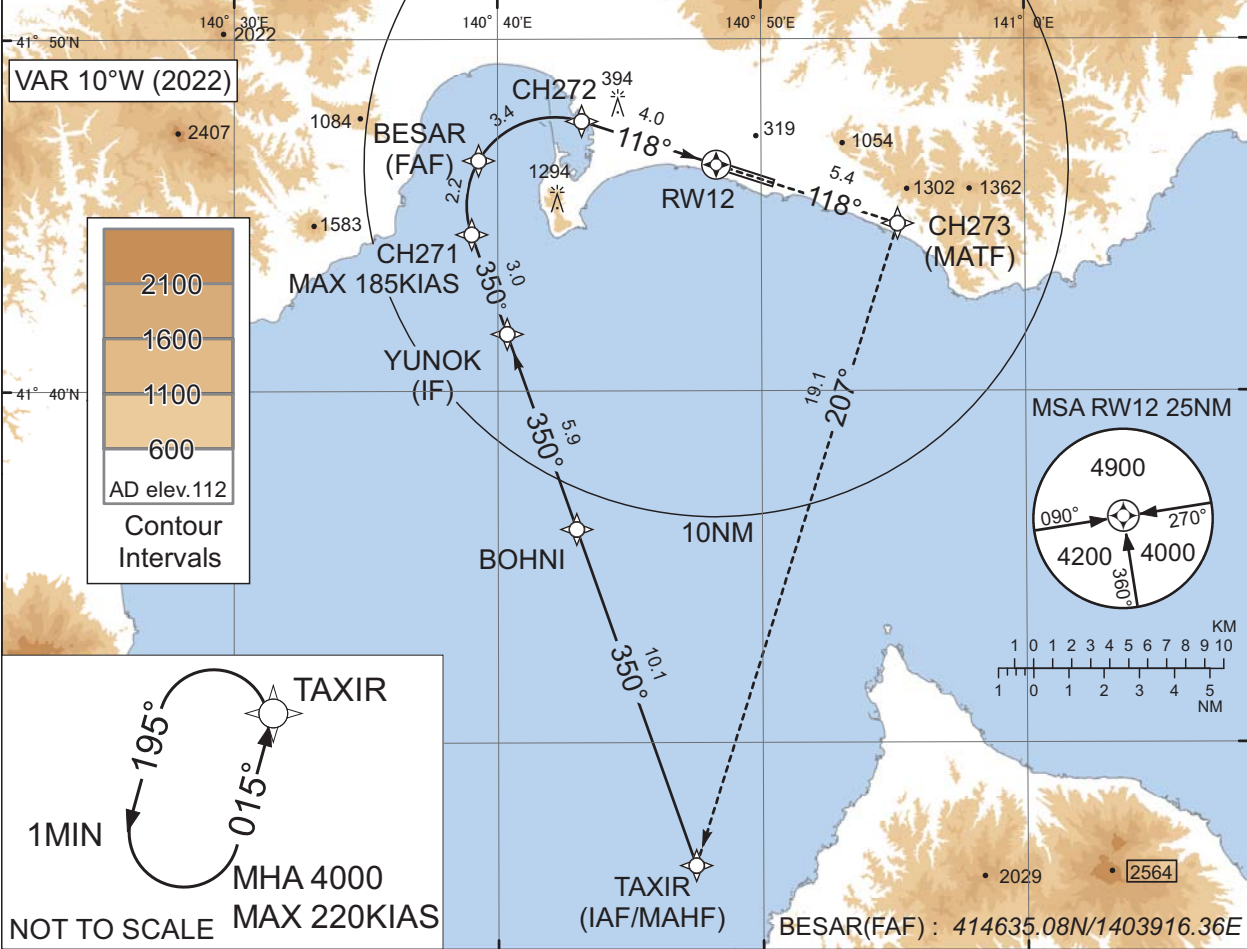 140° 30'E
140° 40'E
140° 50'E
141° 0'E
41° 50'N
2022
VAR 10°W (2022)
394
CH272
3.4
4.0
118°
1084
2407
BESAR
(FAF)
319
1054
1294
2.2
RW12
5.4
118°
1302
1362
1583
CH271
MAX 185KIAS
CH273
(MATF)
350°
3.0
2100
1600
1100
600
AD elev.112
Contour
Intervals
YUNOK
(IF)
41° 40'N
19.1
207°
350°
5.9
MSA RW12 25NM
4900
090°
270°
4200
4000
360°
10NM
BOHNI
350°
10.1
KM
1 0 1 2 3 4 5 6 7 8 9 10
1 0 1 2 3 4 5
NM
TAXIR
195°
015°
1MIN
MHA 4000
MAX 220KIAS
NOT TO SCALE
TAXIR
(IAF/MAHF)
2029
2564
BESAR(FAF) : 414635.08N/1403916.36E